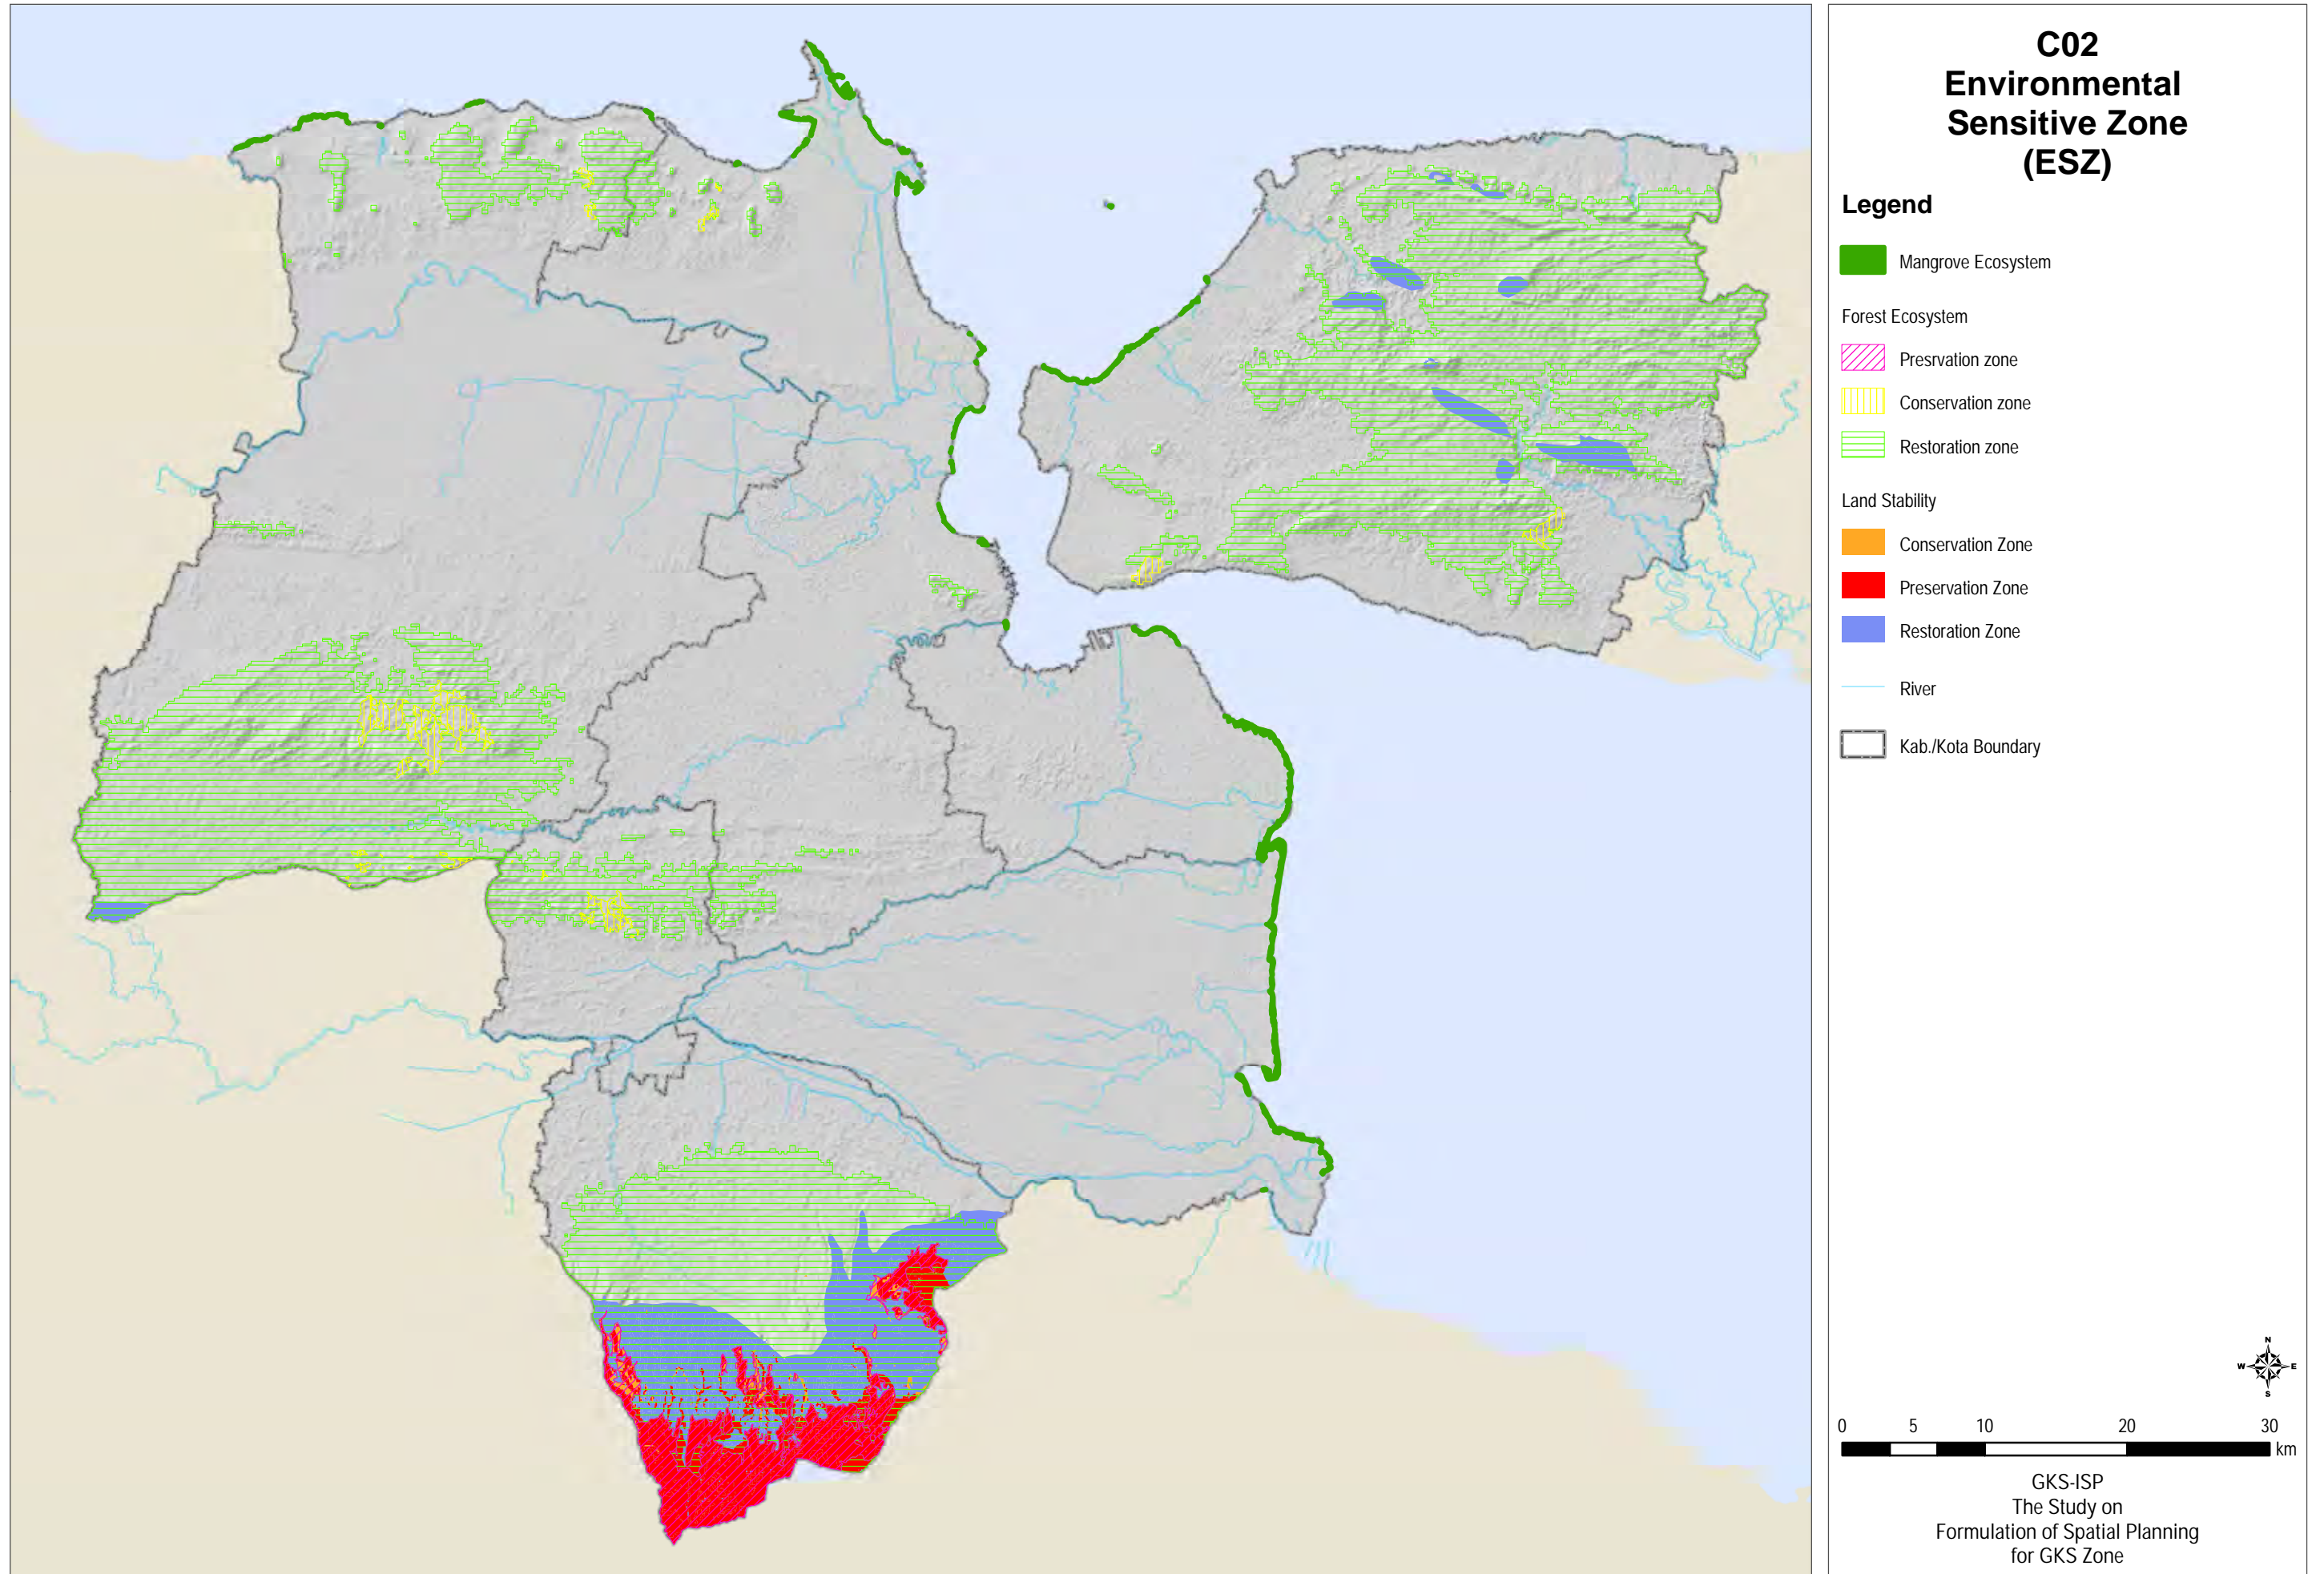 C02
Environmental
Sensitive Zone
(ESZ)
Legend
Mangrove Ecosystem
Forest Ecosystem
Presrvation zone
Conservation zone
Restoration zone
Land Stability
Conservation Zone
Preservation Zone
Restoration Zone
River
Kab./Kota Boundary
N
W E
S
0 5 10 20 30
km
GKS-ISP
The Study on
Formulation of Spatial Planning
for GKS Zone